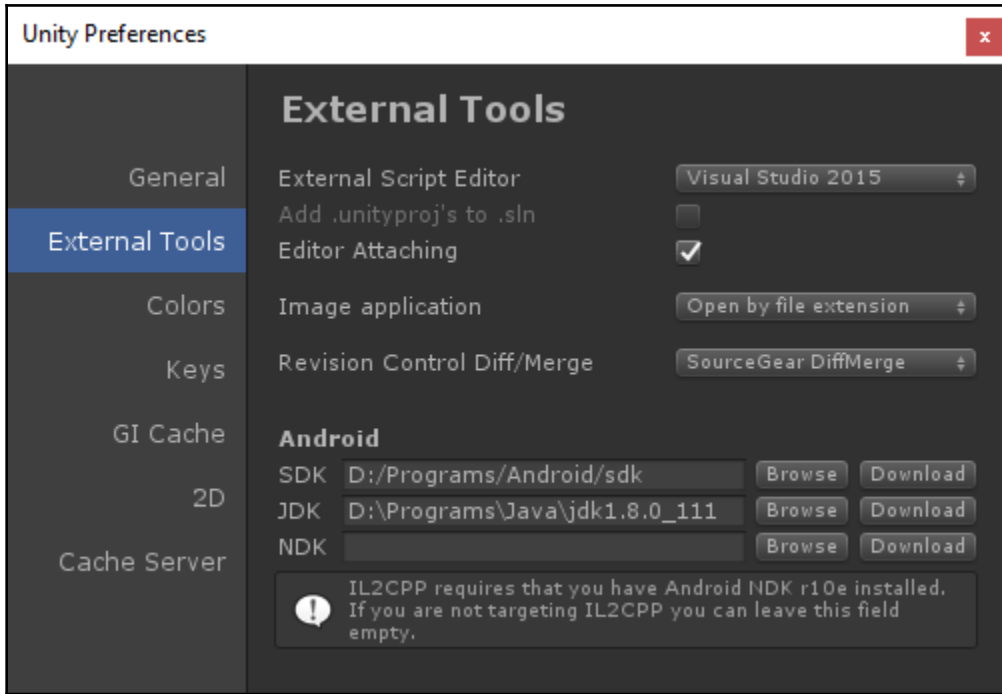 Unity Preferences
x
External Tools
General
External Script Editor Visual Studio 2015
Add .unityproj's to .sln
External Tools
Editor Attaching
Colors
Image application Open by file extension
Keys
Revision Control Diff/Merge SourceGear DiffMerge
GI Cache
Android
SDK D:/Programs/Android/sdk Browse Download
2D
JDK D:\Programs\Java\jdk1.8.0_111 Browse Download
NDK Browse Download
Cache Server
IL2CPP requires that you have Android NDK r10e installed.
If you are not targeting IL2CPP you can leave this field
empty.